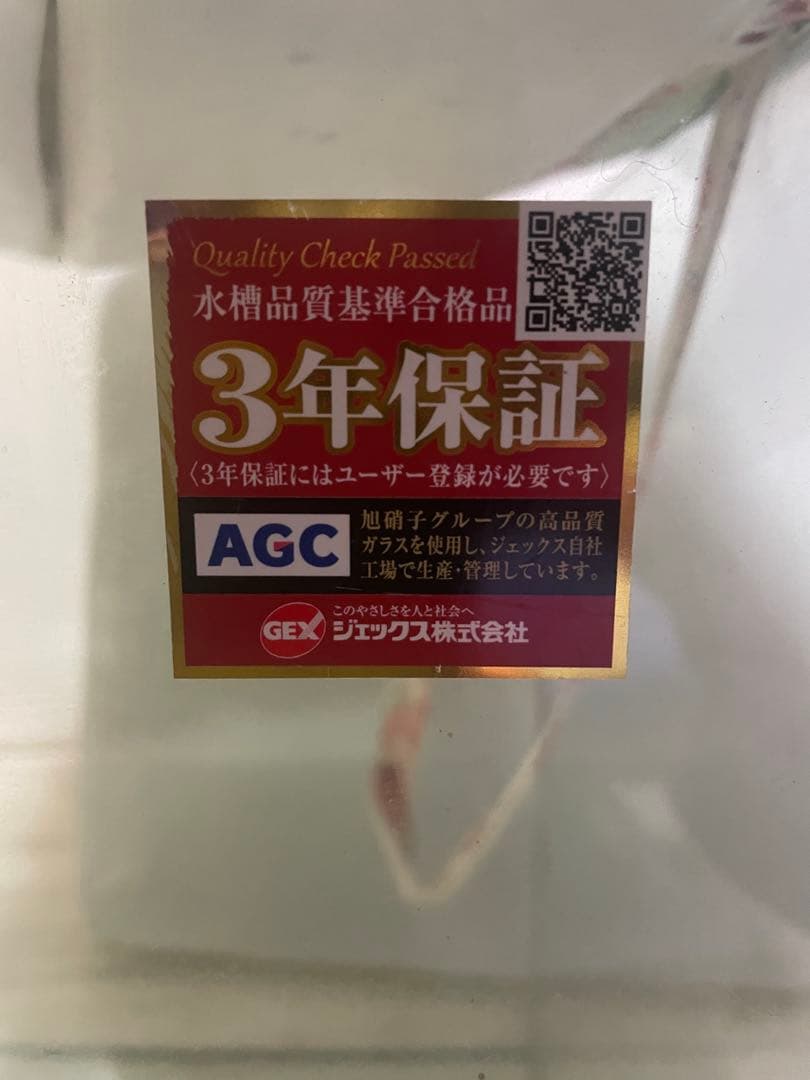 Quality Check Passed
水槽品質基準合格品
3年保証
〈3年保証にはユーザー登録が必要です〉
AGC
旭硝子グループの高品質
ガラスを使用し、ジェックス自社
工場で生産・管理しています。
このやさしさを人と社会へ
GEX ジェックス株式会社